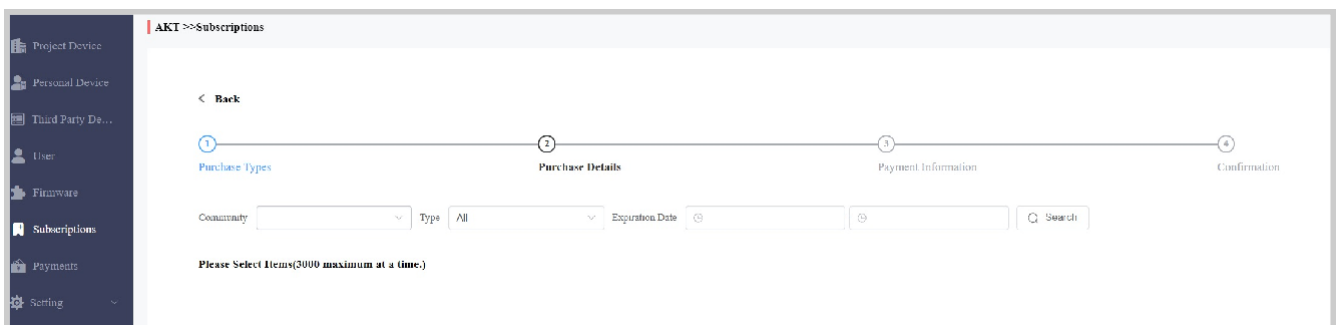 AKT >>Subscriptions
Project Device
Personal Device
Third Party De...
User
Firmware
Subscriptions
Payments
Setting
< Back
1 2 3 4
Purchase Types Purchase Details Payment Information Confirmation
Community Type All Expiration Date Search
Please Select Items(3000 maximum at a time.)